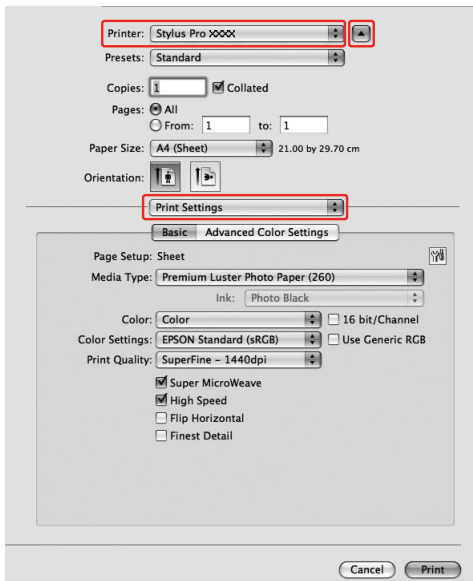 Printer: Stylus Pro XXXX
Presets: Standard
Copies: 1 Collated
Pages: All
From: 1 to: 1
Paper Size: A4 (Sheet) 21.00 by 29.70 cm
Orientation:
Print Settings
Basic Advanced Color Settings
Page Setup: Sheet
Media Type: Premium Luster Photo Paper (260)
Ink: Photo Black
Color: Color 16 bit/Channel
Color Settings: EPSON Standard (sRGB) Use Generic RGB
Print Quality: SuperFine - 1440dpi
Super MicroWeave
High Speed
Flip Horizontal
Finest Detail
Cancel Print